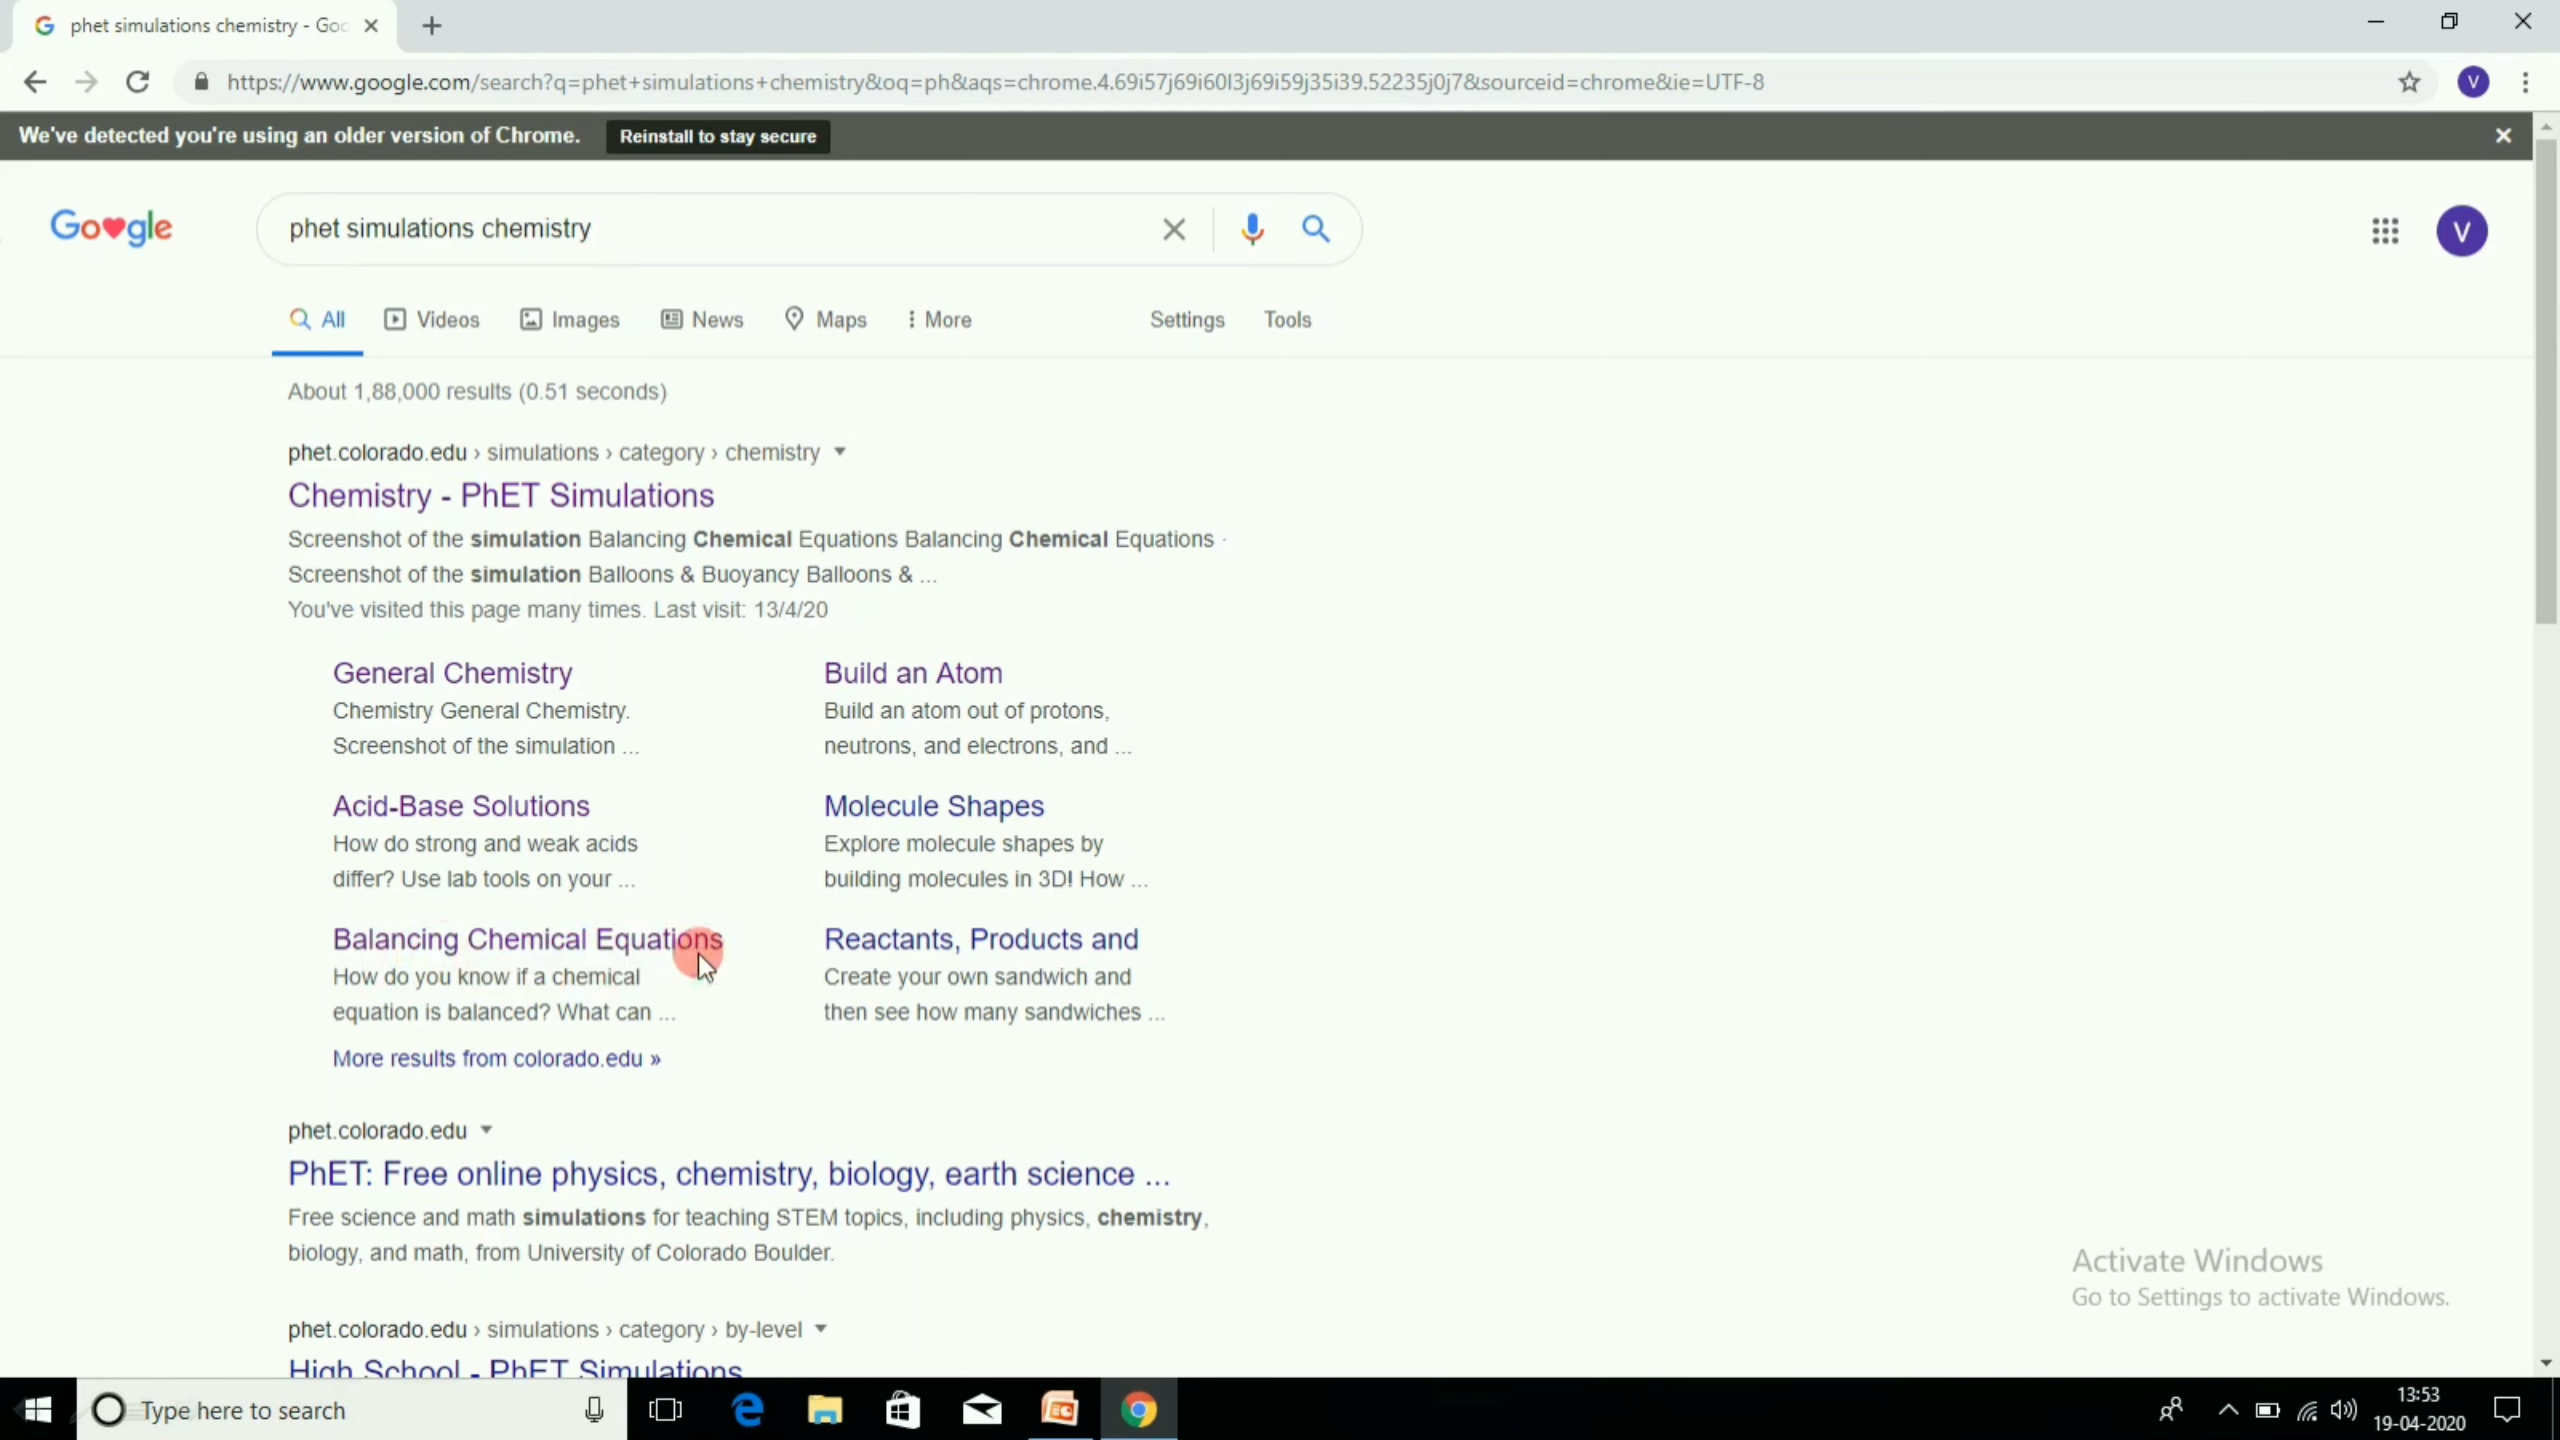 phet simulations chemistry - Goo
https://www.google.com/search?q=phet+simulations+chemistry&oq=ph&aqs=chrome.4.69i57j69i60l3j69i59j35i39.52235j0j7&sourceid=chrome&ie=UTF-8
V
We've detected you're using an older version of Chrome. Reinstall to stay secure
Google
phet simulations chemistry
V
All Videos Images News Maps More Settings Tools
About 1,88,000 results (0.51 seconds)
phet.colorado.edu › simulations › category › chemistry
Chemistry - PhET Simulations
Screenshot of the simulation Balancing Chemical Equations Balancing Chemical Equations ·
Screenshot of the simulation Balloons & Buoyancy Balloons & ...
You've visited this page many times. Last visit: 13/4/20
General Chemistry
Chemistry General Chemistry.
Screenshot of the simulation ...
Build an Atom
Build an atom out of protons,
neutrons, and electrons, and ...
Acid-Base Solutions
How do strong and weak acids
differ? Use lab tools on your ...
Molecule Shapes
Explore molecule shapes by
building molecules in 3D! How ...
Balancing Chemical Equations
How do you know if a chemical
equation is balanced? What can ...
Reactants, Products and
Create your own sandwich and
then see how many sandwiches ...
More results from colorado.edu »
phet.colorado.edu
PhET: Free online physics, chemistry, biology, earth science ...
Free science and math simulations for teaching STEM topics, including physics, chemistry,
biology, and math, from University of Colorado Boulder.
phet.colorado.edu › simulations › category › by-level
High School - PhET Simulations
Activate Windows
Go to Settings to activate Windows.
Type here to search
13:53
19-04-2020